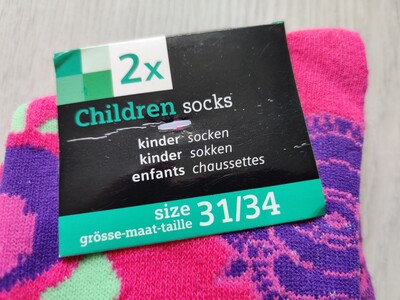 2x
Children socks
kinder socken
kinder sokken
enfants chaussettes
size 31/34
grösse-maat-taille